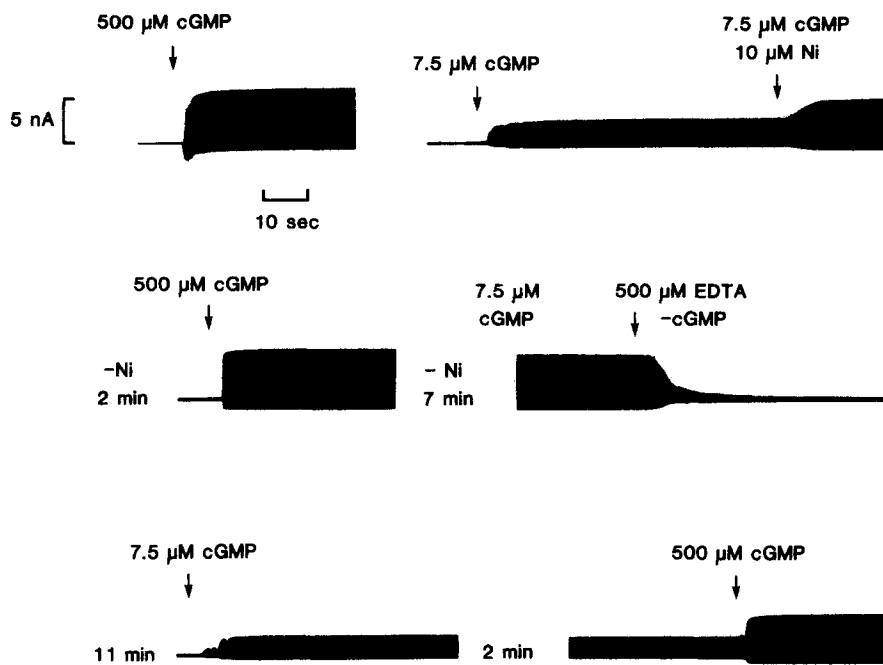 500 µM cGMP
7.5 µM cGMP
7.5 µM cGMP
10 µM Ni
5 nA
10 sec
500 µM cGMP
7.5 µM
cGMP
500 µM EDTA
-cGMP
-Ni
2 min
- Ni
7 min
7.5 µM cGMP
500 µM cGMP
11 min
2 min